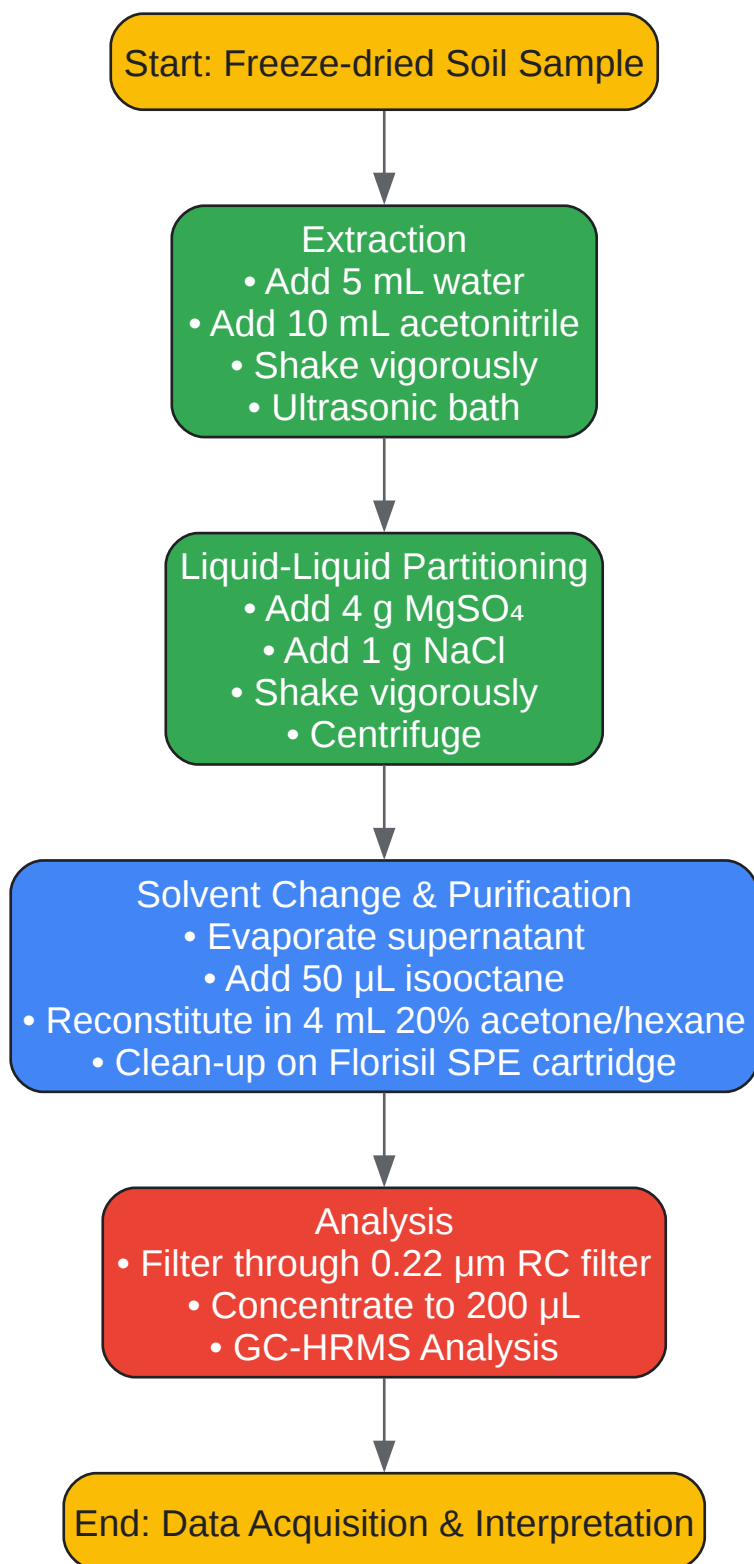 Start: Freeze-dried Soil Sample
Extraction
• Add 5 mL water
• Add 10 mL acetonitrile
• Shake vigorously
• Ultrasonic bath
Liquid-Liquid Partitioning
• Add 4 g MgSO₄
• Add 1 g NaCl
• Shake vigorously
• Centrifuge
Solvent Change & Purification
• Evaporate supernatant
• Add 50 µL isooctane
• Reconstitute in 4 mL 20% acetone/hexane
• Clean-up on Florisil SPE cartridge
Analysis
• Filter through 0.22 µm RC filter
• Concentrate to 200 µL
• GC-HRMS Analysis
End: Data Acquisition & Interpretation